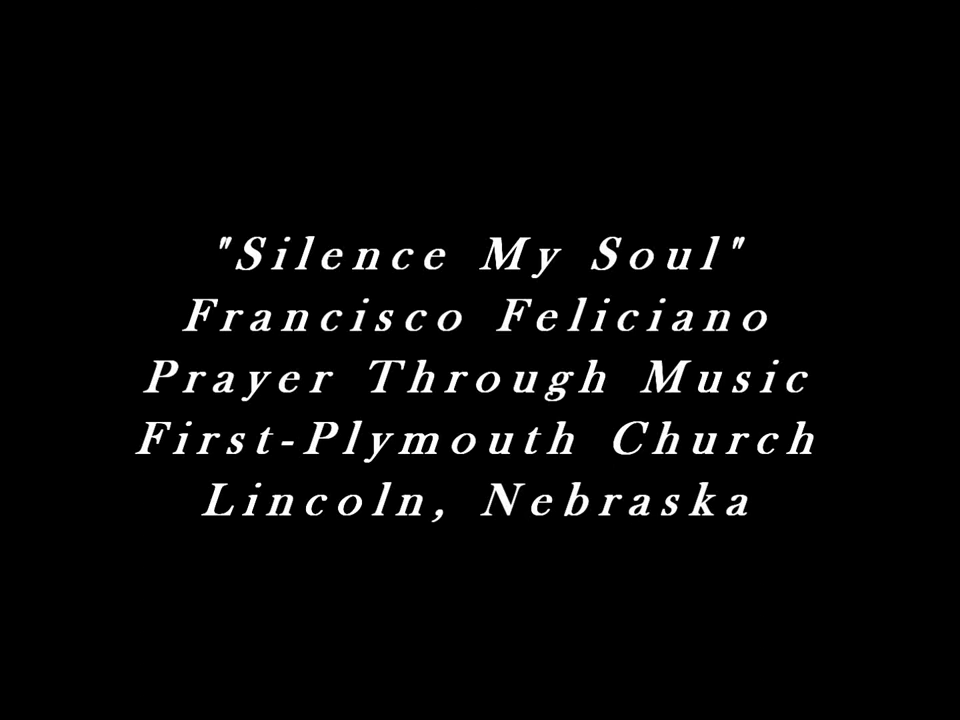 "Silence My Soul"
Francisco Feliciano
Prayer Through Music
First-Plymouth Church
Lincoln, Nebraska